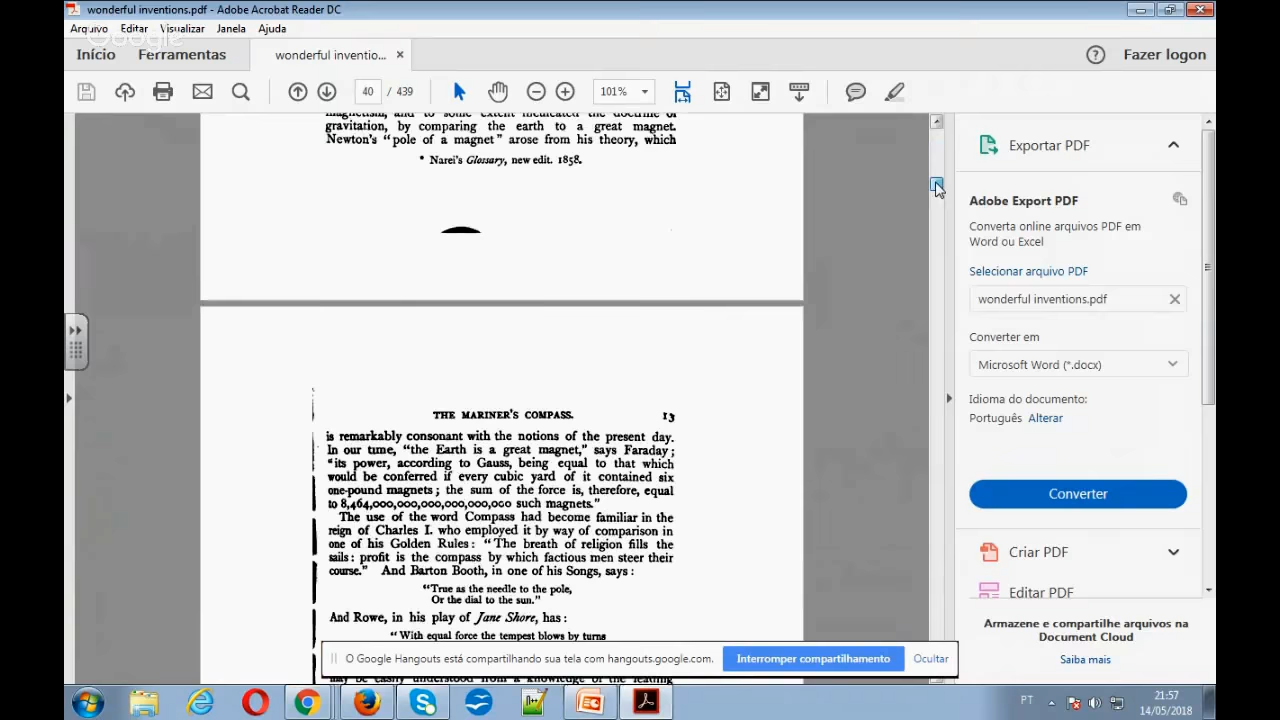 wonderful inventions.pdf - Adobe Acrobat Reader DC
Arquivo Editar Visualizar Janela Ajuda
Google
Início Ferramentas wonderful inventio... × Fazer logon
40 / 439 101%
magnetism, and to some extent inculcated the doctrine of
gravitation, by comparing the earth to a great magnet.
Newton's “pole of a magnet” arose from his theory, which
* Narei's Glossary, new edit. 1858.
THE MARINER'S COMPASS. 13
is remarkably consonant with the notions of the present day.
In our time, “the Earth is a great magnet,” says Faraday;
“its power, according to Gauss, being equal to that which
would be conferred if every cubic yard of it contained six
one-pound magnets; the sum of the force is, therefore, equal
to 8,464,000,000,000,000,000,000 such magnets.”
The use of the word Compass had become familiar in the
reign of Charles I. who employed it by way of comparison in
one of his Golden Rules: “The breath of religion fills the
sails: profit is the compass by which factious men steer their
course.” And Barton Booth, in one of his Songs, says:
“True as the needle to the pole,
Or the dial to the sun.”
And Rowe, in his play of Jane Shore, has:
“With equal force the tempest blows by turns
may be easily understood from a knowledge of the leading
Exportar PDF
Adobe Export PDF
Converta online arquivos PDF em
Word ou Excel
Selecionar arquivo PDF
wonderful inventions.pdf
Converter em
Microsoft Word (*.docx)
Idioma do documento:
Português Alterar
Converter
Criar PDF
Editar PDF
Armazene e compartilhe arquivos na
Document Cloud
Saiba mais
O Google Hangouts está compartilhando sua tela com hangouts.google.com. Interromper compartilhamento Ocultar
PT 21:57
14/05/2018